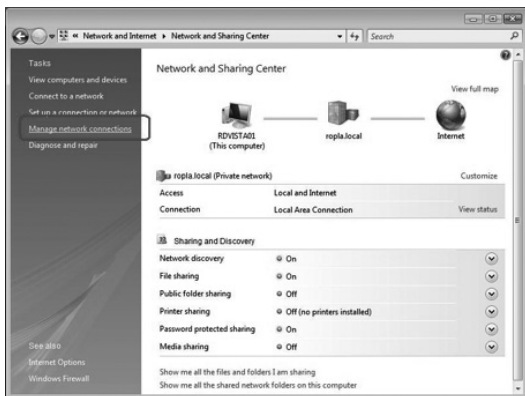 « Network and Internet ▸ Network and Sharing Center
Search
Tasks
View computers and devices
Connect to a network
Set up a connection or network
Manage network connections
Diagnose and repair
See also
Internet Options
Windows Firewall
Network and Sharing Center
View full map
RDVISTA01
(This computer)
ropla.local
Internet
ropla.local (Private network)
Customize
Access Local and Internet
Connection Local Area Connection View status
Sharing and Discovery
Network discovery On
File sharing On
Public folder sharing Off
Printer sharing Off (no printers installed)
Password protected sharing On
Media sharing Off
Show me all the files and folders I am sharing
Show me all the shared network folders on this computer